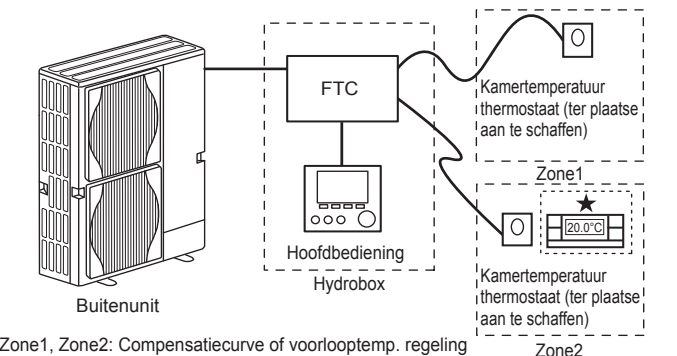 FTC
Kamertemperatuur
thermostaat (ter plaatse
aan te schaffen)
Zone1
20.0°C
Hoofdbediening
Hydrobox
Kamertemperatuur
thermostaat (ter plaatse
aan te schaffen)
Zone2
Buitenunit
Zone1, Zone2: Compensatiecurve of voorlooptemp. regeling